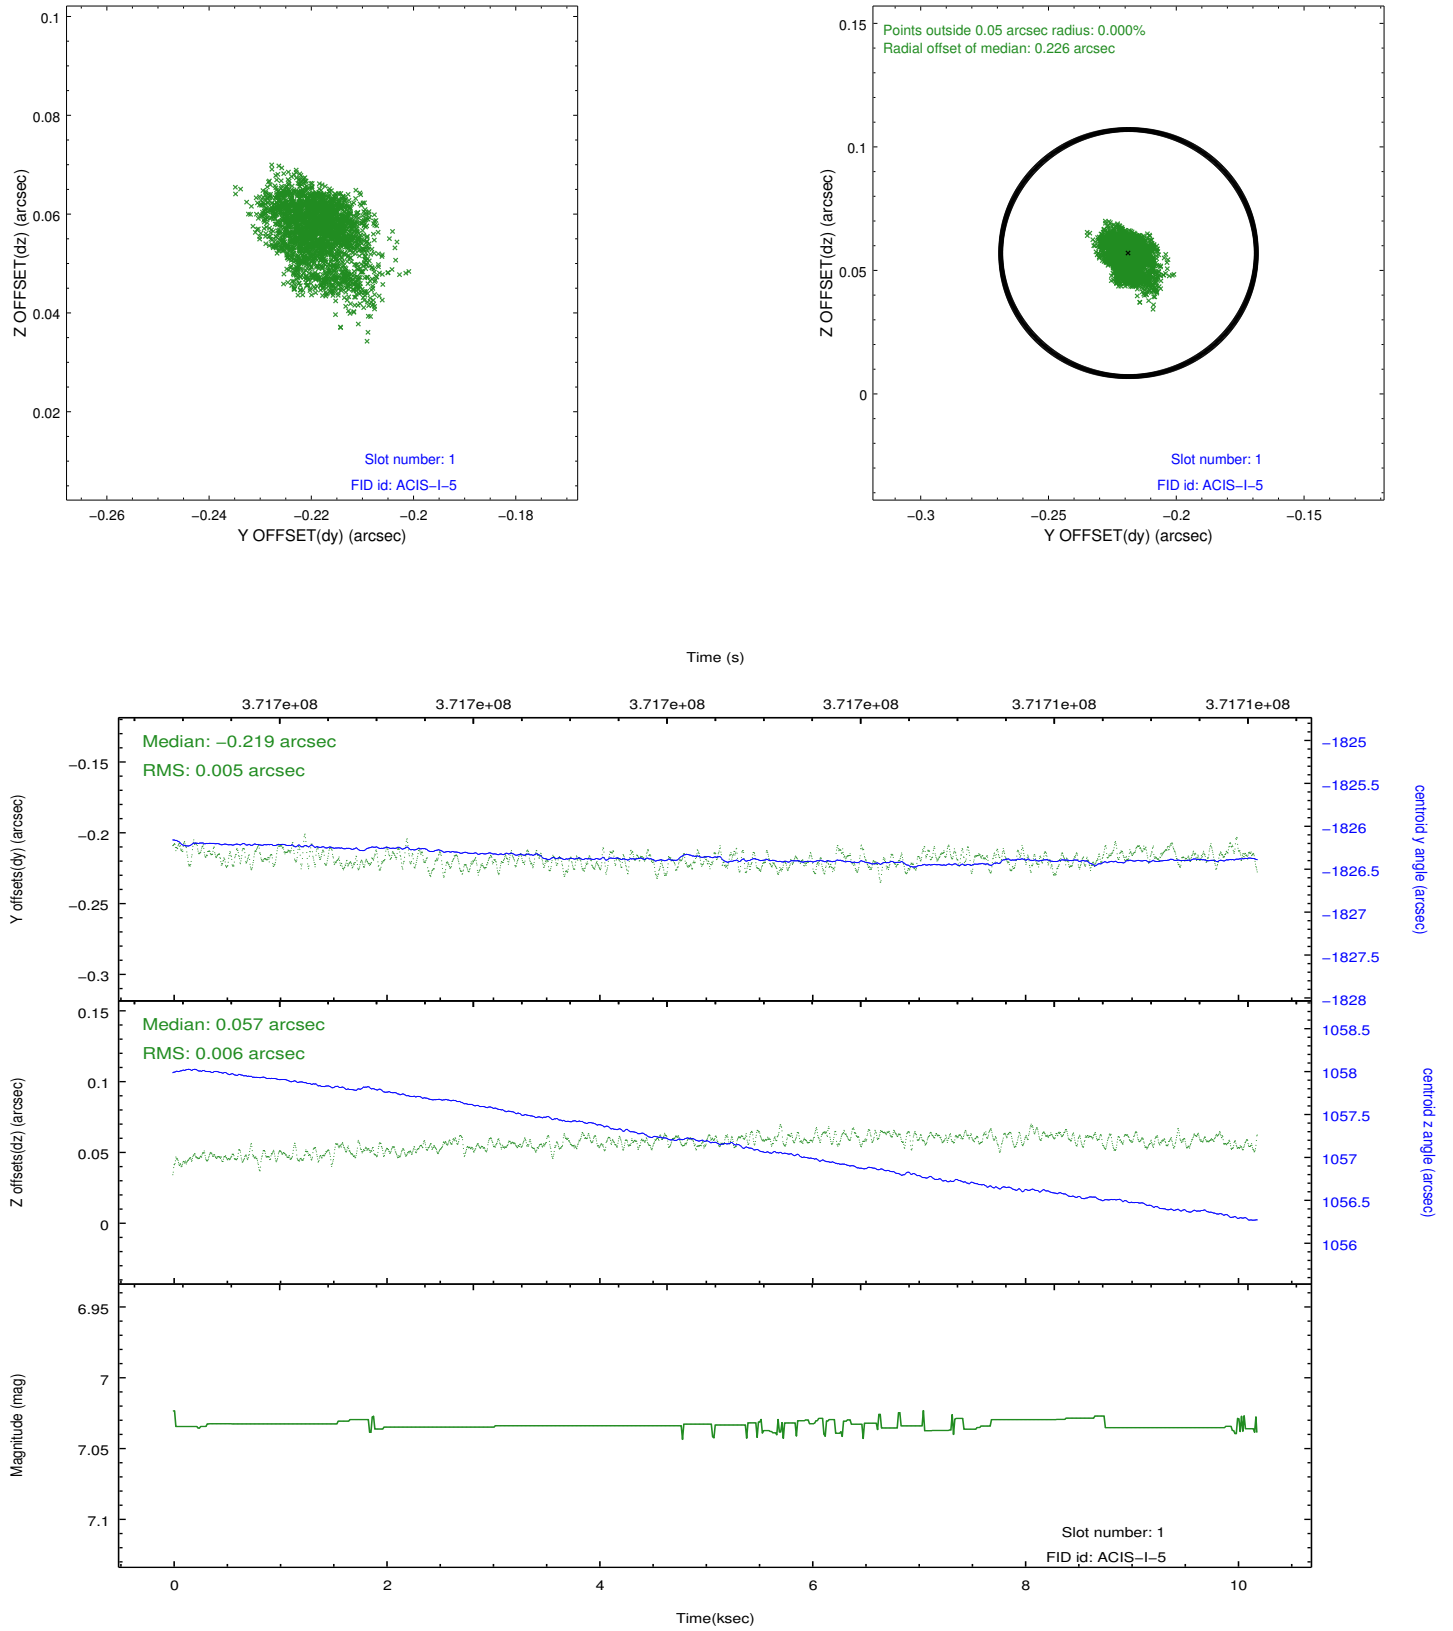 0.1
0.08
0.06
0.04
0.02
Z OFFSET(dz) (arcsec)
Slot number: 1
FID id: ACIS−I−5
−0.26 −0.24 −0.22 −0.2 −0.18
Y OFFSET(dy) (arcsec)
Points outside 0.05 arcsec radius: 0.000%
Radial offset of median: 0.226 arcsec
0.15
0.1
0.05
0
Z OFFSET(dz) (arcsec)
Slot number: 1
FID id: ACIS−I−5
−0.3 −0.25 −0.2 −0.15
Y OFFSET(dy) (arcsec)
Time (s)
3.717e+08 3.717e+08 3.717e+08 3.717e+08 3.7171e+08 3.7171e+08
Median: −0.219 arcsec
RMS: 0.005 arcsec
−0.15
−0.2
−0.25
−0.3
Y offsets(dy) (arcsec)
−1825
−1825.5
−1826
−1826.5
−1827
−1827.5
−1828
centroid y angle (arcsec)
Median: 0.057 arcsec
RMS: 0.006 arcsec
0.15
0.1
0.05
0
Z offsets(dz) (arcsec)
1058.5
1058
1057.5
1057
1056.5
1056
centroid z angle (arcsec)
6.95
7
7.05
7.1
Magnitude (mag)
Slot number: 1
FID id: ACIS−I−5
0 2 4 6 8 10
Time(ksec)